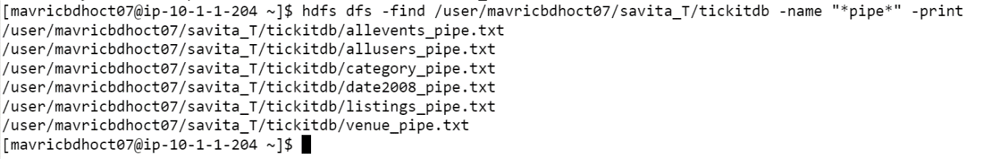 [mavricbdhoct07@ip-10-1-1-204 ~]$ hdfs dfs -find /user/mavricbdhoct07/savita_T/tickitdb -name "*pipe*" -print
/user/mavricbdhoct07/savita_T/tickitdb/allevents_pipe.txt
/user/mavricbdhoct07/savita_T/tickitdb/allusers_pipe.txt
/user/mavricbdhoct07/savita_T/tickitdb/category_pipe.txt
/user/mavricbdhoct07/savita_T/tickitdb/date2008_pipe.txt
/user/mavricbdhoct07/savita_T/tickitdb/listings_pipe.txt
/user/mavricbdhoct07/savita_T/tickitdb/venue_pipe.txt
[mavricbdhoct07@ip-10-1-1-204 ~]$